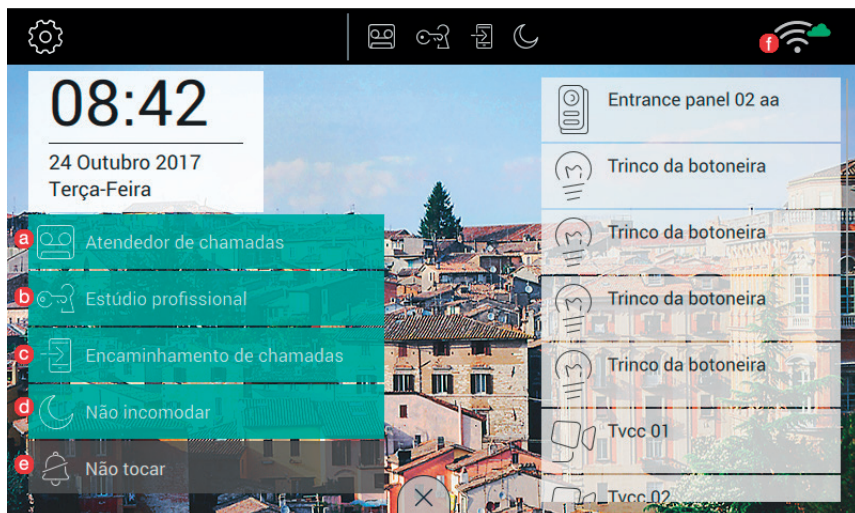 f
08:42
24 Outubro 2017
Terça-Feira
a Atendedor de chamadas
b Estúdio profissional
c Encaminhamento de chamadas
d Não incomodar
e Não tocar
Entrance panel 02 aa
Trinco da botoneira
Trinco da botoneira
Trinco da botoneira
Trinco da botoneira
Tvcc 01
Tvcc 02